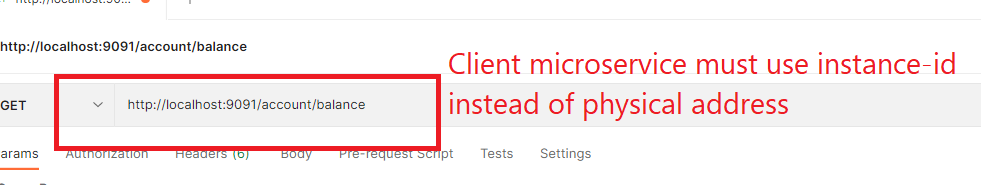 http://localhost:9091/account/balance
Client microservice must use instance-id
GET http://localhost:9091/account/balance instead of physical address
arams Authorization Headers (6) Body Pre-request Script Tests Settings